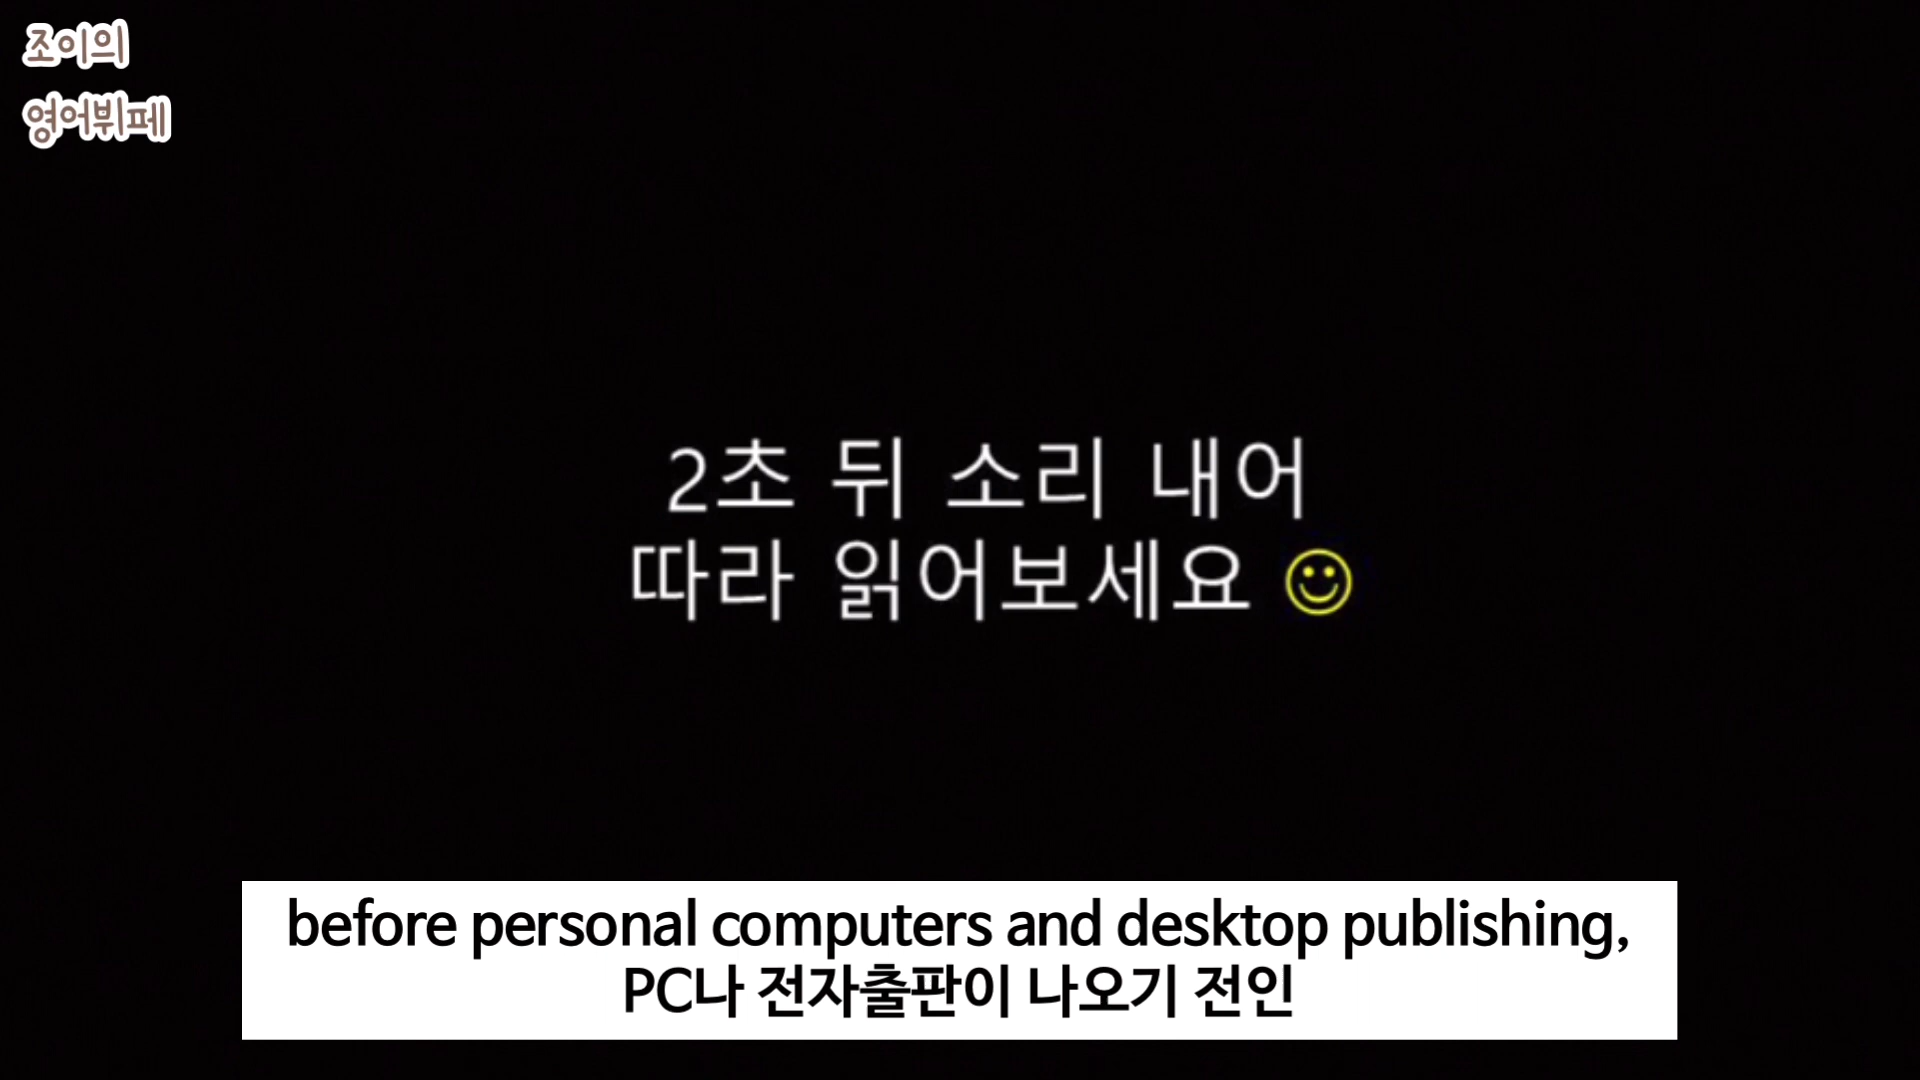 조이의
영어뷔페
2초 뒤 소리 내어
따라 읽어보세요 ☺
before personal computers and desktop publishing,
PC나 전자출판이 나오기 전인